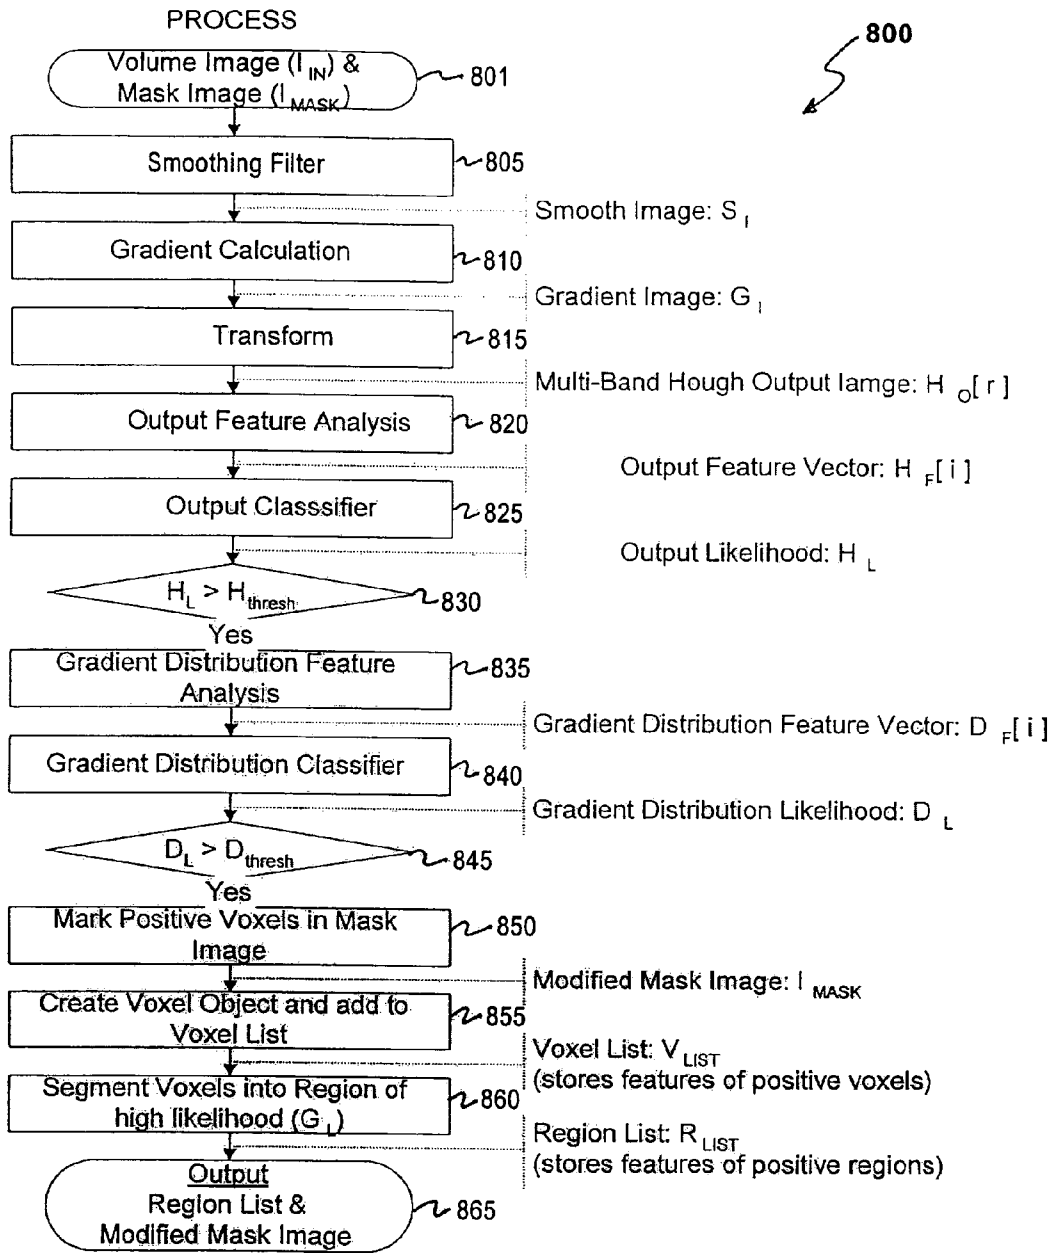 PROCESS
800
Volume Image (I IN) &
Mask Image (I MASK)
801
Smoothing Filter
805
Smooth Image: S I
Gradient Calculation
810
Gradient Image: G I
Transform
815
Multi-Band Hough Output Iamge: H O[ r ]
Output Feature Analysis
820
Output Feature Vector: H F[ i ]
Output Classsifier
825
Output Likelihood: H L
H L > H thresh
830
Yes
Gradient Distribution Feature
Analysis
835
Gradient Distribution Feature Vector: D F[ i ]
Gradient Distribution Classifier
840
Gradient Distribution Likelihood: D L
D L > D thresh
845
Yes
Mark Positive Voxels in Mask
Image
850
Modified Mask Image: I MASK
Create Voxel Object and add to
Voxel List
855
Voxel List: V LIST
(stores features of positive voxels)
Segment Voxels into Region of
high likelihood (G L)
860
Region List: R LIST
(stores features of positive regions)
Output
Region List &
Modified Mask Image
865